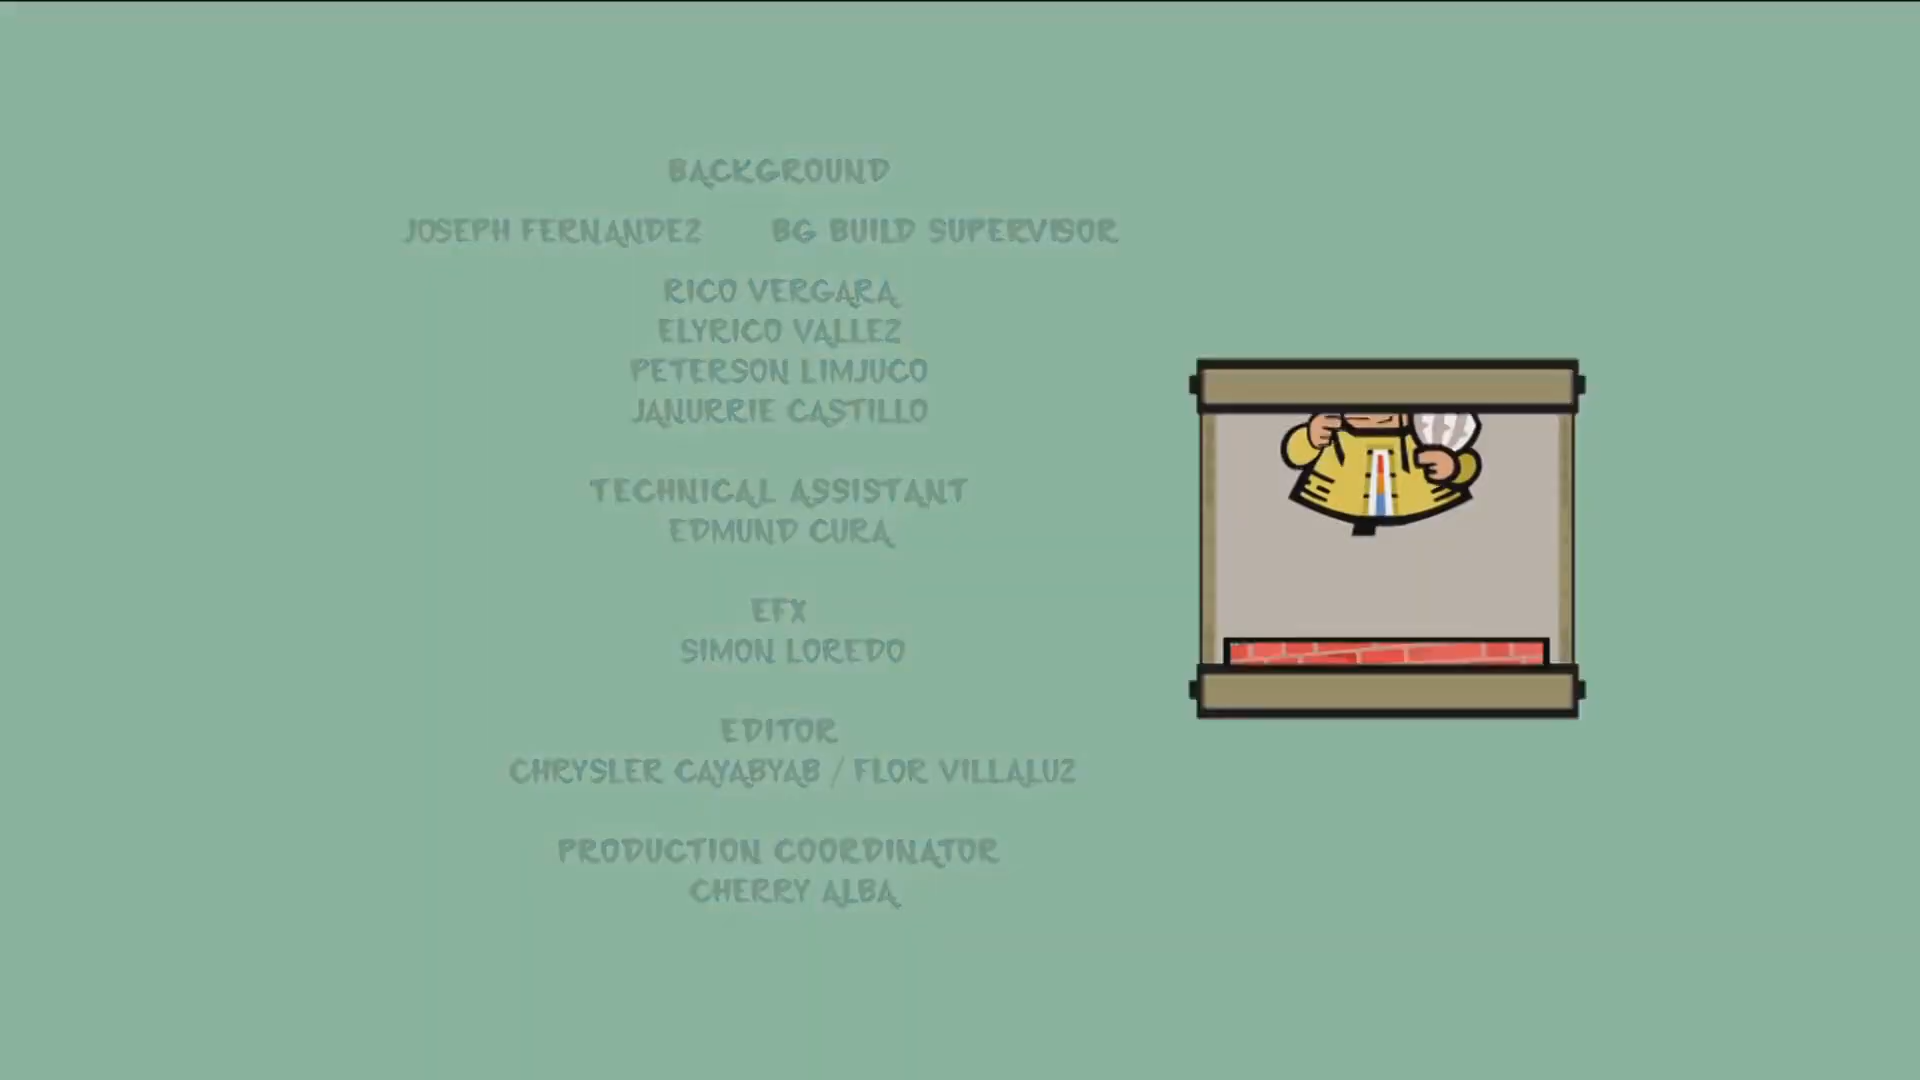 BACKGROUND
JOSEPH FERNANDEZ BG BUILD SUPERVISOR
RICO VERGARA
ELYRICO VALLEZ
PETERSON LIMJUCO
JANURRIE CASTILLO
TECHNICAL ASSISTANT
EDMUND CURA
EFX
SIMON LOREDO
EDITOR
CHRYSLER CAYABYAB / FLOR VILLALUZ
PRODUCTION COORDINATOR
CHERRY ALBA